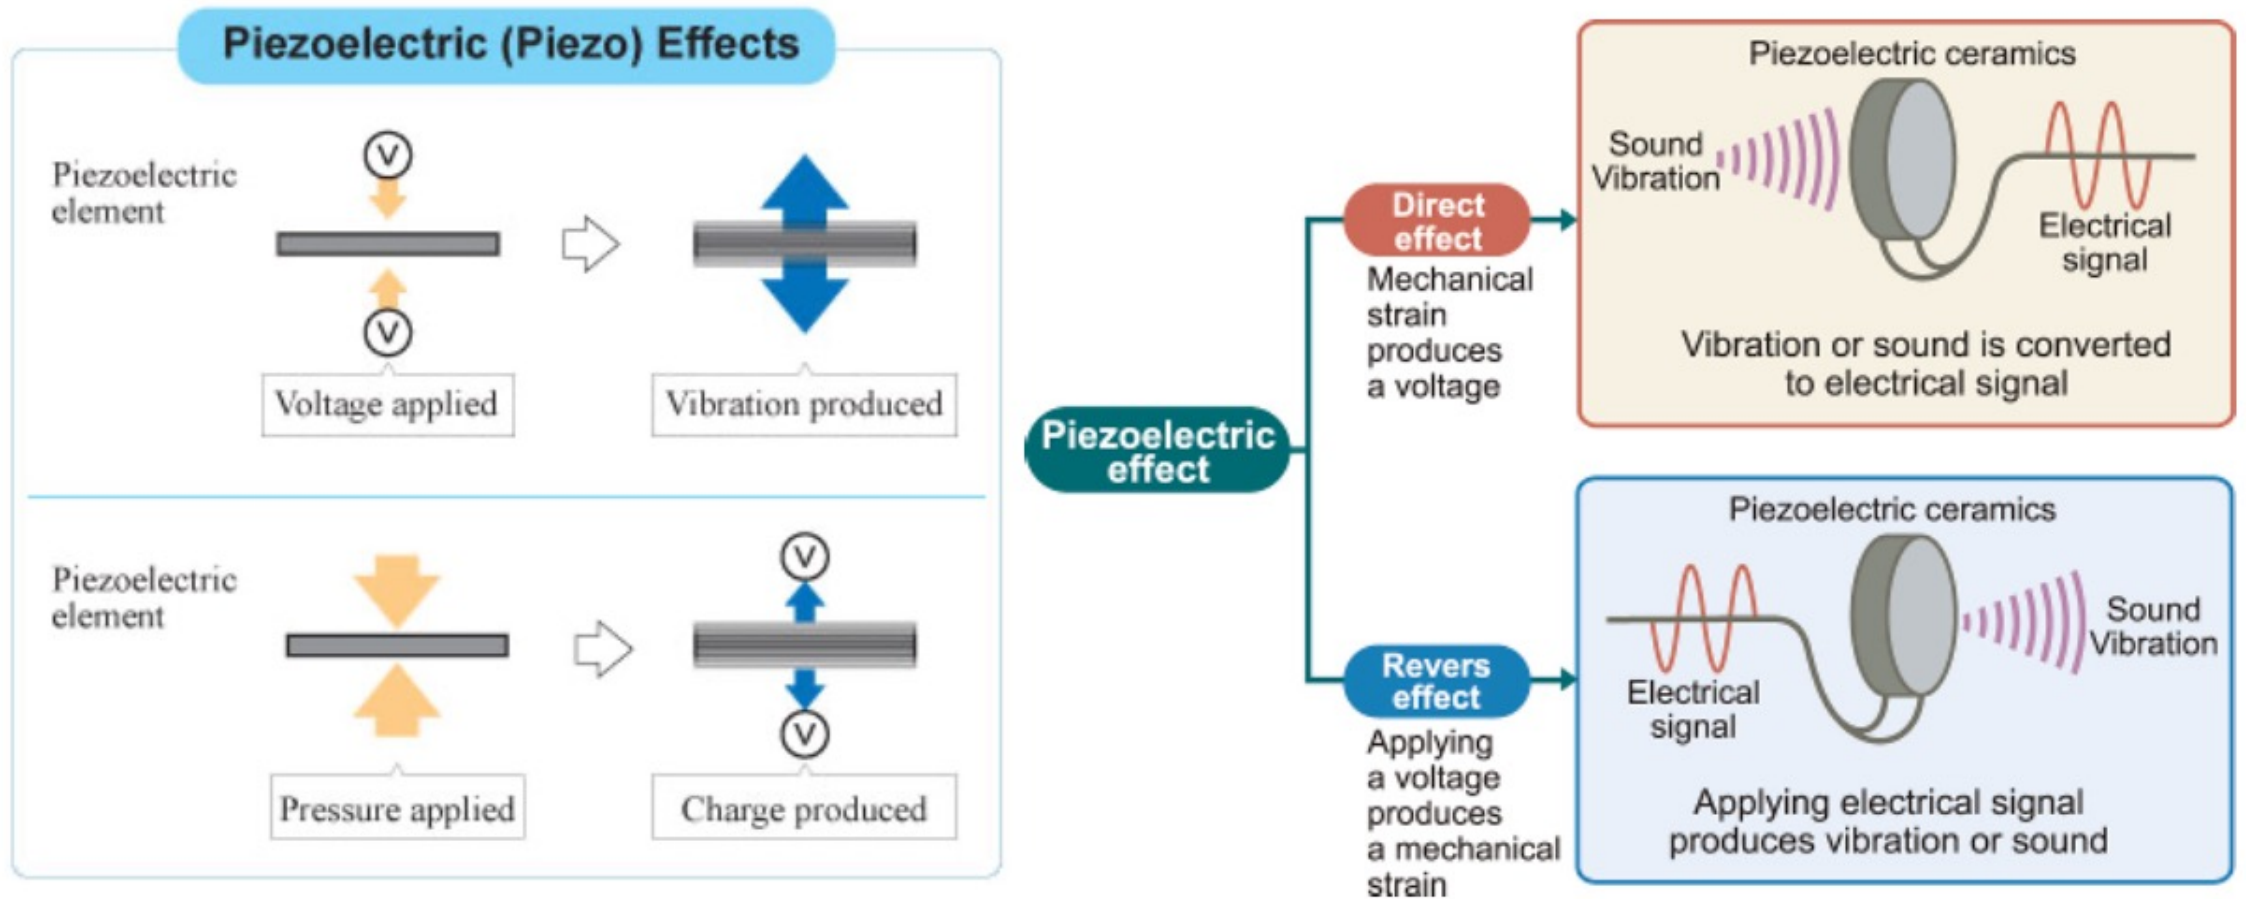 Piezoelectric (Piezo) Effects
Piezoelectric
element
V
V
Voltage applied
Vibration produced
Piezoelectric
element
V
V
Pressure applied
Charge produced
Piezoelectric
effect
Direct
effect
Mechanical
strain
produces
a voltage
Piezoelectric ceramics
Sound
Vibration
Electrical
signal
Vibration or sound is converted
to electrical signal
Revers
effect
Applying
a voltage
produces
a mechanical
strain
Piezoelectric ceramics
Electrical
signal
Sound
Vibration
Applying electrical signal
produces vibration or sound